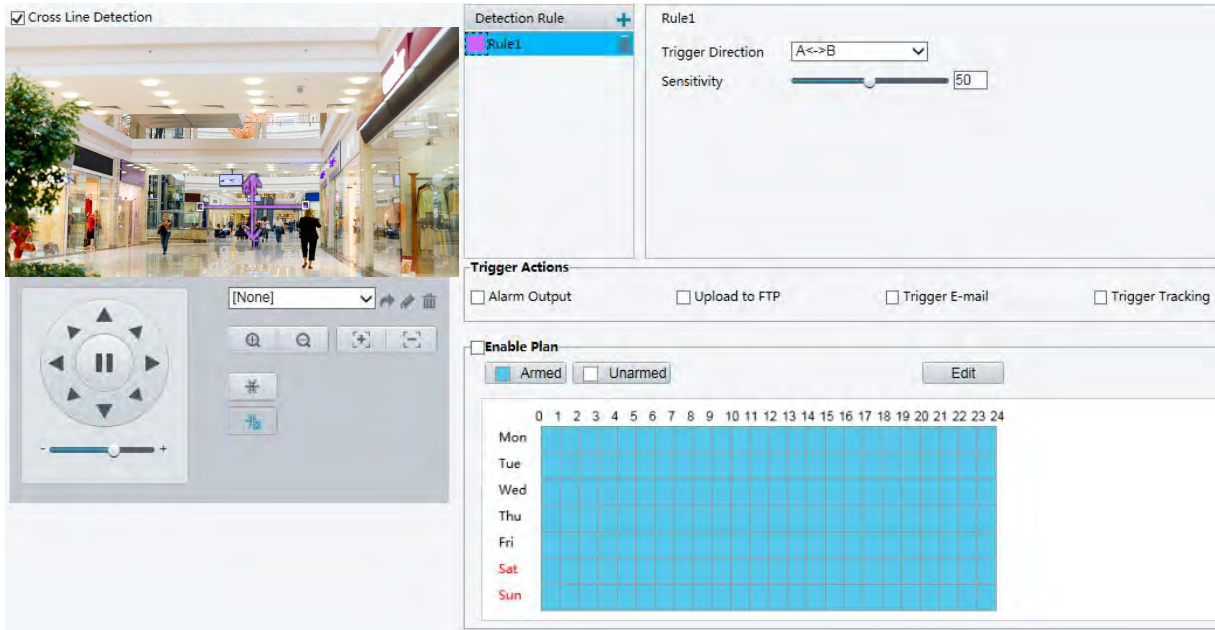 Cross Line Detection
Detection Rule
Rule1
Rule1
Trigger Direction A<->B
Sensitivity 50
[None]
- +
Trigger Actions
Alarm Output Upload to FTP Trigger E-mail Trigger Tracking
Enable Plan
Armed Unarmed Edit
0 1 2 3 4 5 6 7 8 9 10 11 12 13 14 15 16 17 18 19 20 21 22 23 24
Mon
Tue
Wed
Thu
Fri
Sat
Sun